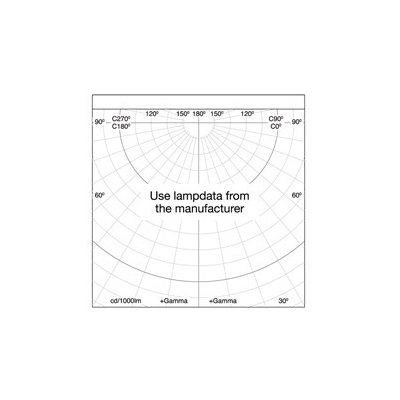 120º 150º 180º 150º 120º
90º C270º C90º 90º
C180º C0º
60º 60º
Use lampdata from
the manufacturer
cd/1000lm +Gamma +Gamma 30º